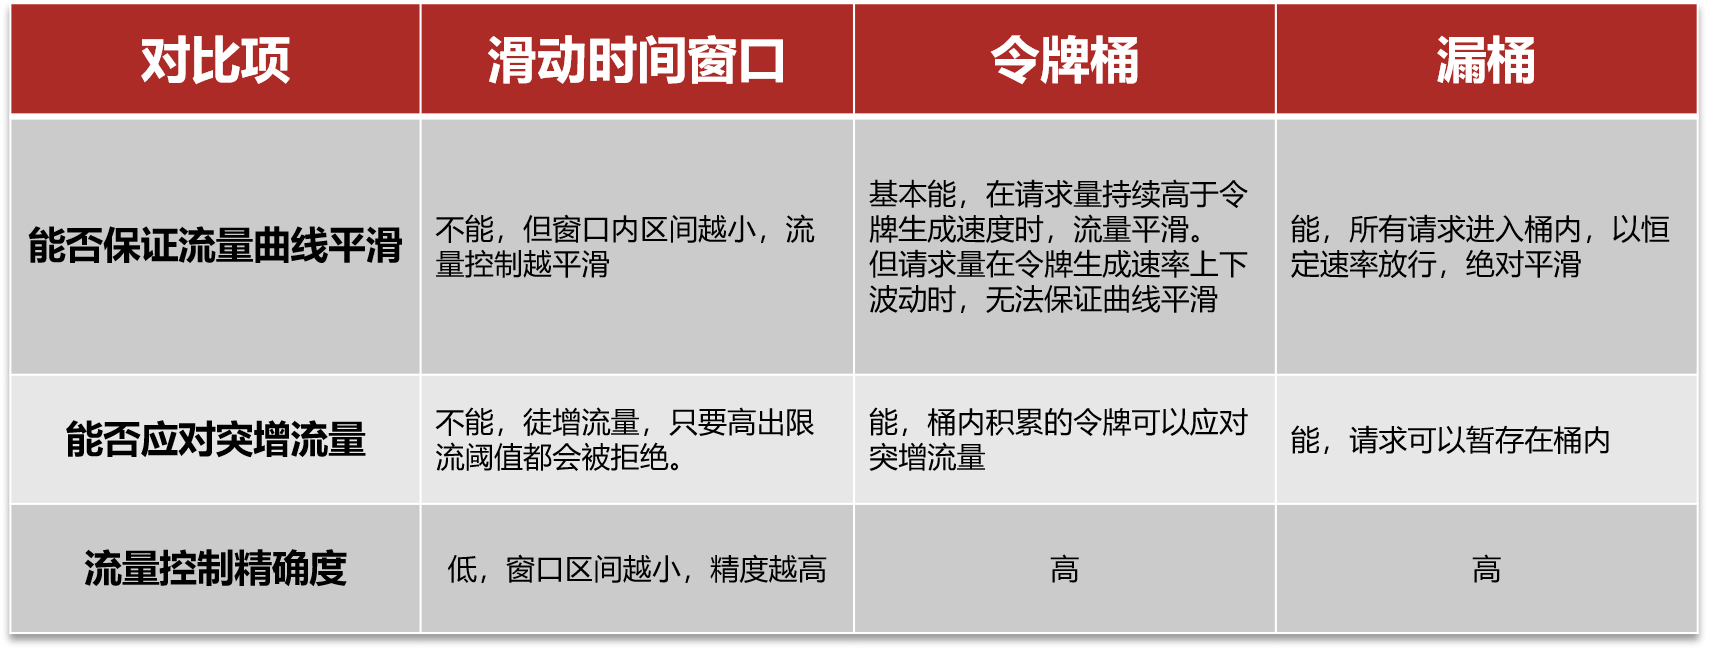 对比项
滑动时间窗口
令牌桶
漏桶
能否保证流量曲线平滑
不能，但窗口内区间越小，流
量控制越平滑
基本能，在请求量持续高于令
牌生成速度时，流量平滑。
但请求量在令牌生成速率上下
波动时，无法保证曲线平滑
能，所有请求进入桶内，以恒
定速率放行，绝对平滑
能否应对突增流量
不能，徒增流量，只要高出限
流阈值都会被拒绝。
能，桶内积累的令牌可以应对
突增流量
能，请求可以暂存在桶内
流量控制精确度
低，窗口区间越小，精度越高
高
高